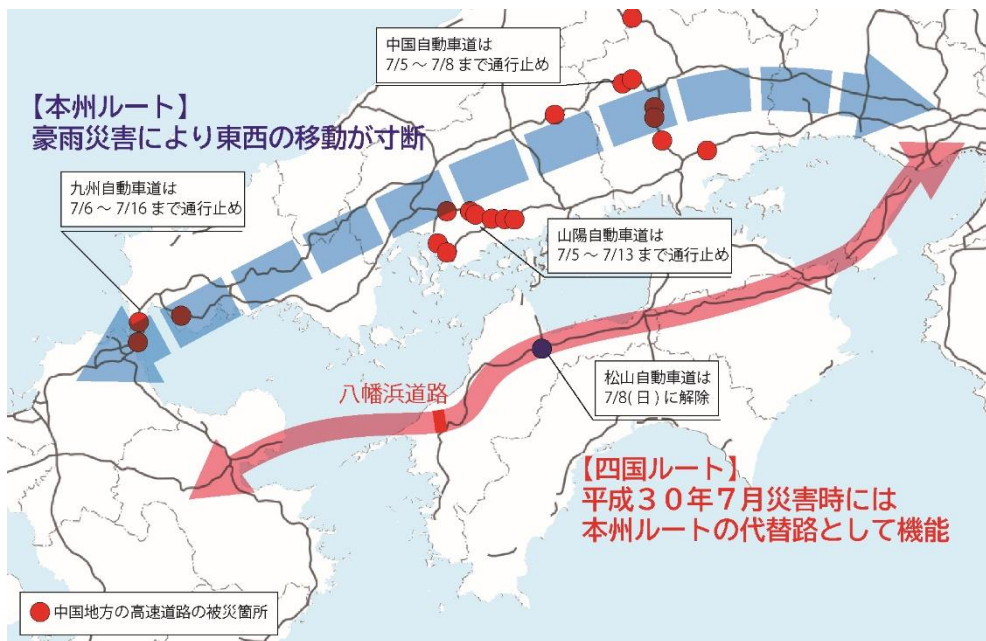 中国自動車道は
7/5～7/8まで通行止め
【本州ルート】
豪雨災害により東西の移動が寸断
九州自動車道は
7/6～7/16まで通行止め
山陽自動車道は
7/5～7/13まで通行止め
八幡浜道路
松山自動車道は
7/8(日)に解除
【四国ルート】
平成３０年７月災害時には
本州ルートの代替路として機能
中国地方の高速道路の被災箇所